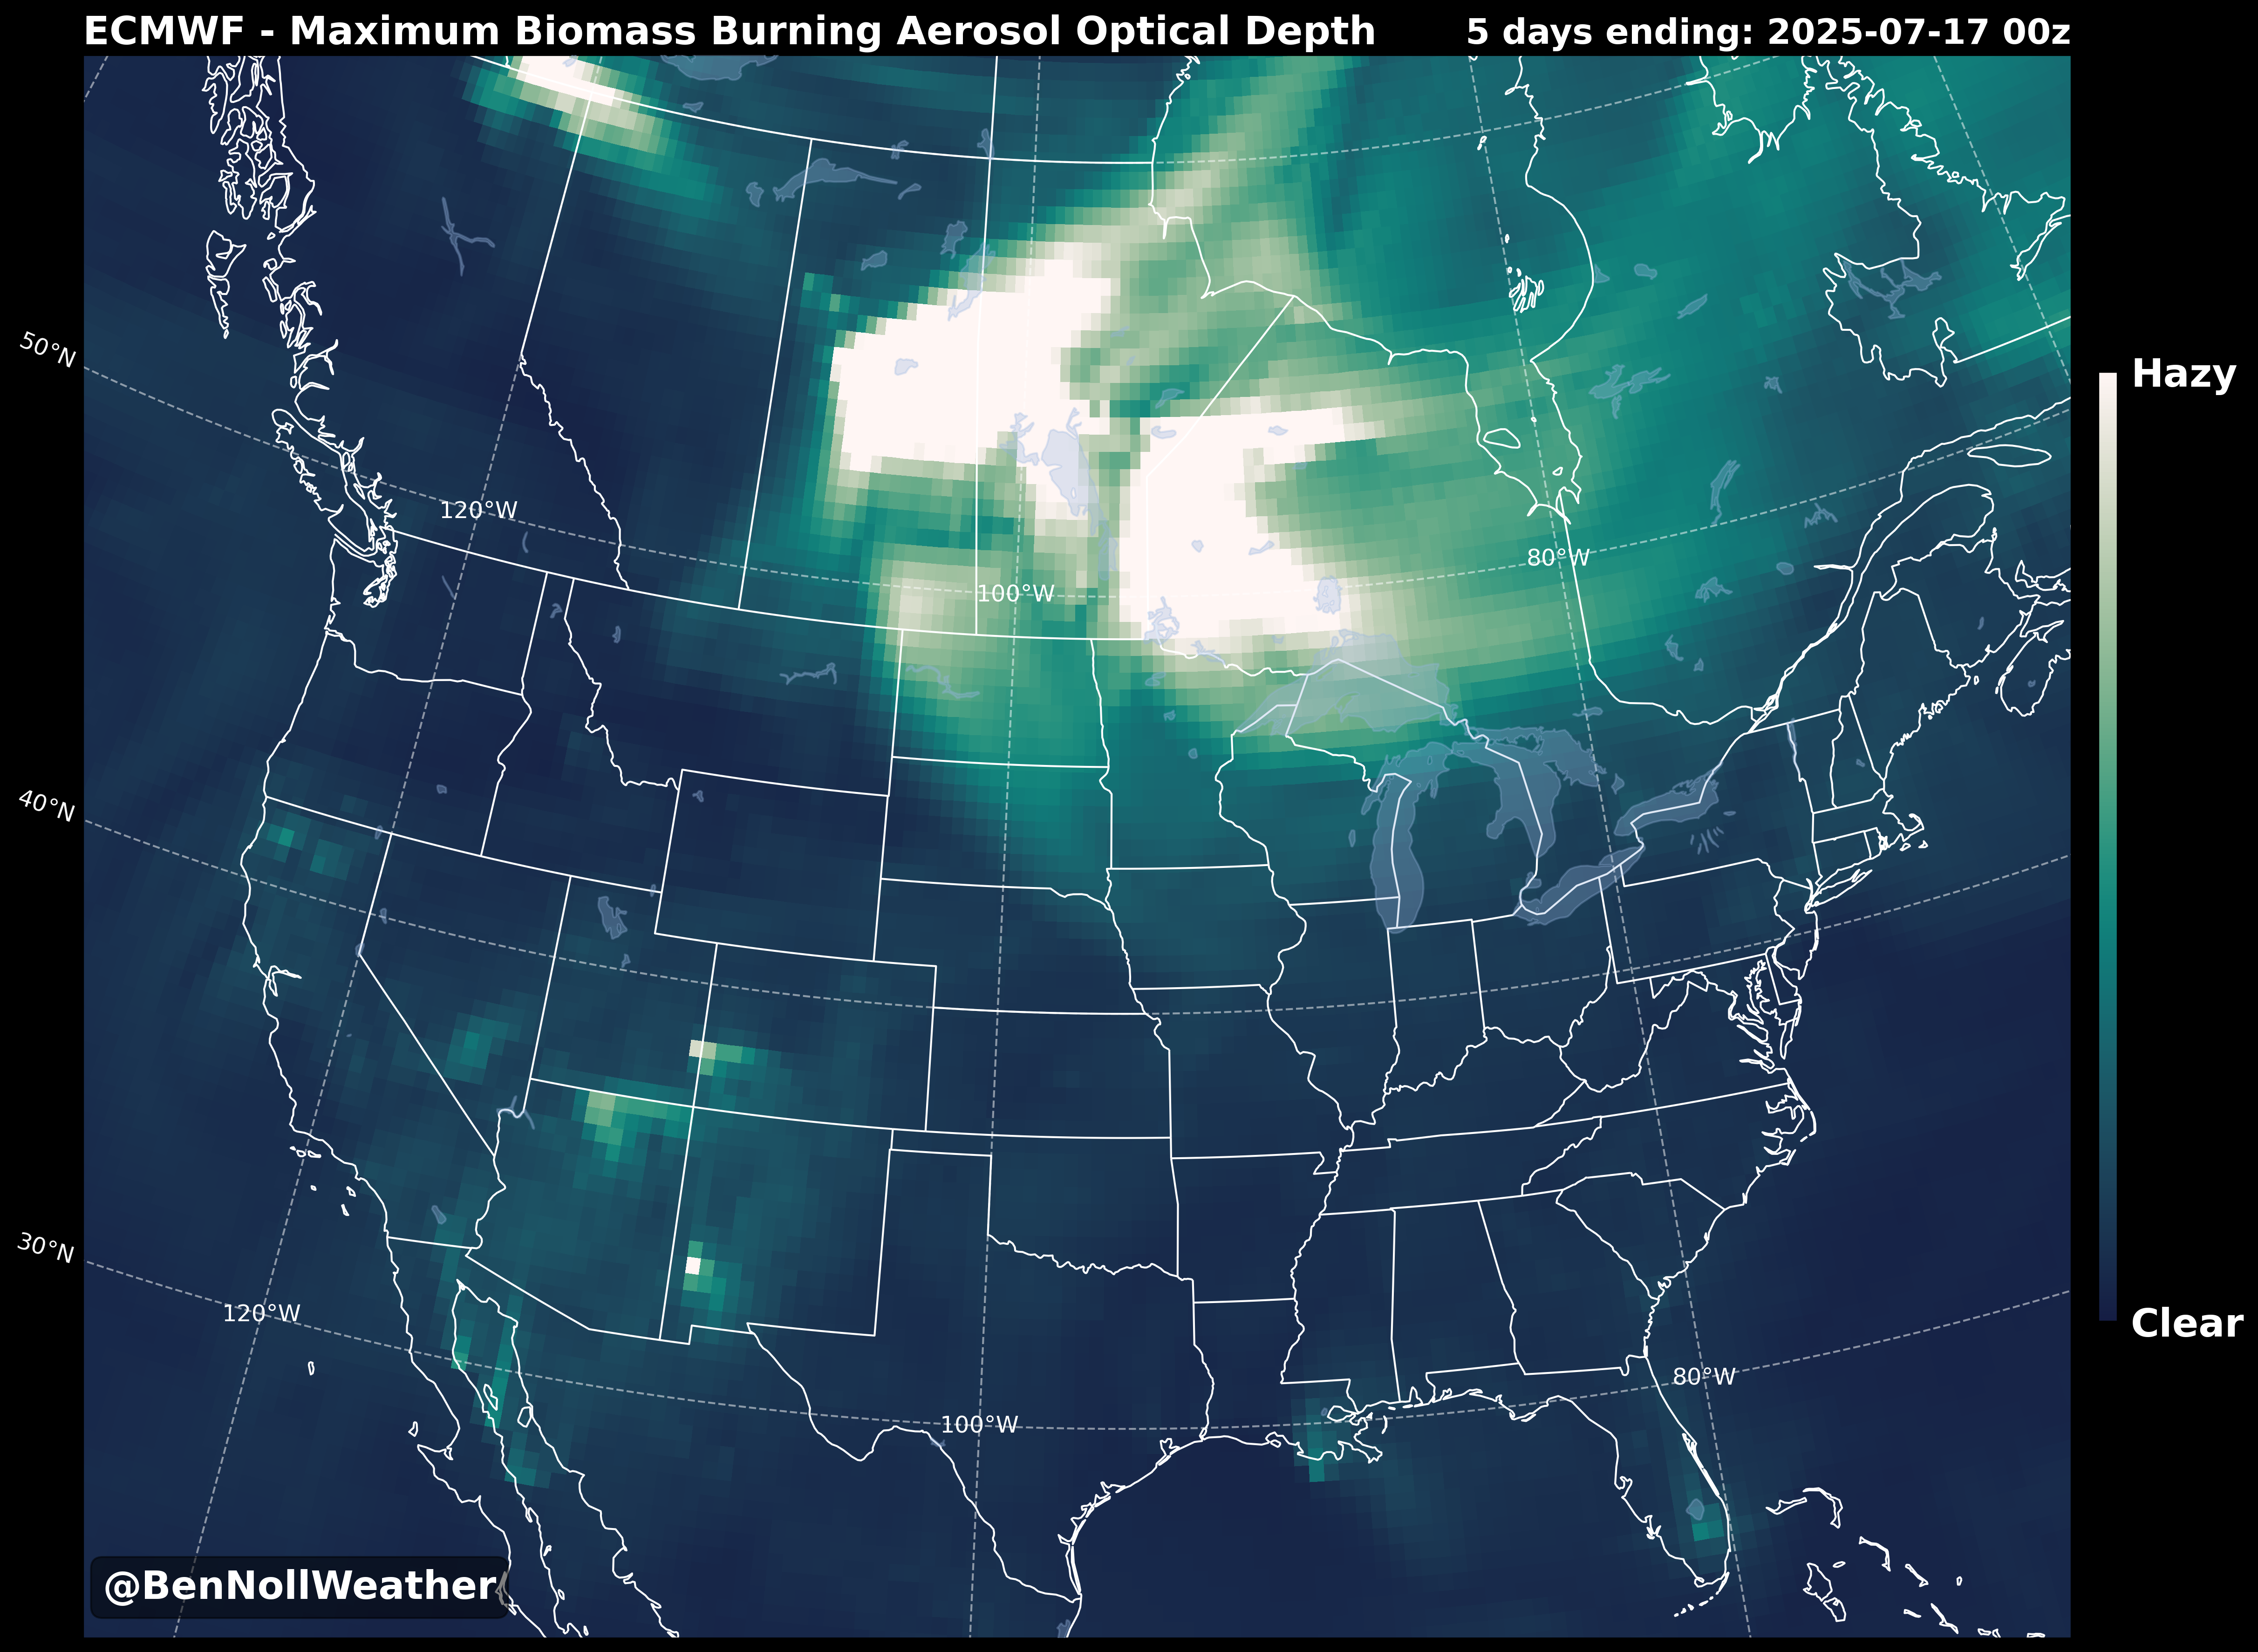 ECMWF - Maximum Biomass Burning Aerosol Optical Depth
5 days ending: 2025-07-17 00z
50°N
Hazy
120°W
80°W
100°W
40°N
30°N
120°W
Clear
80°W
100°W
@BenNollWeather